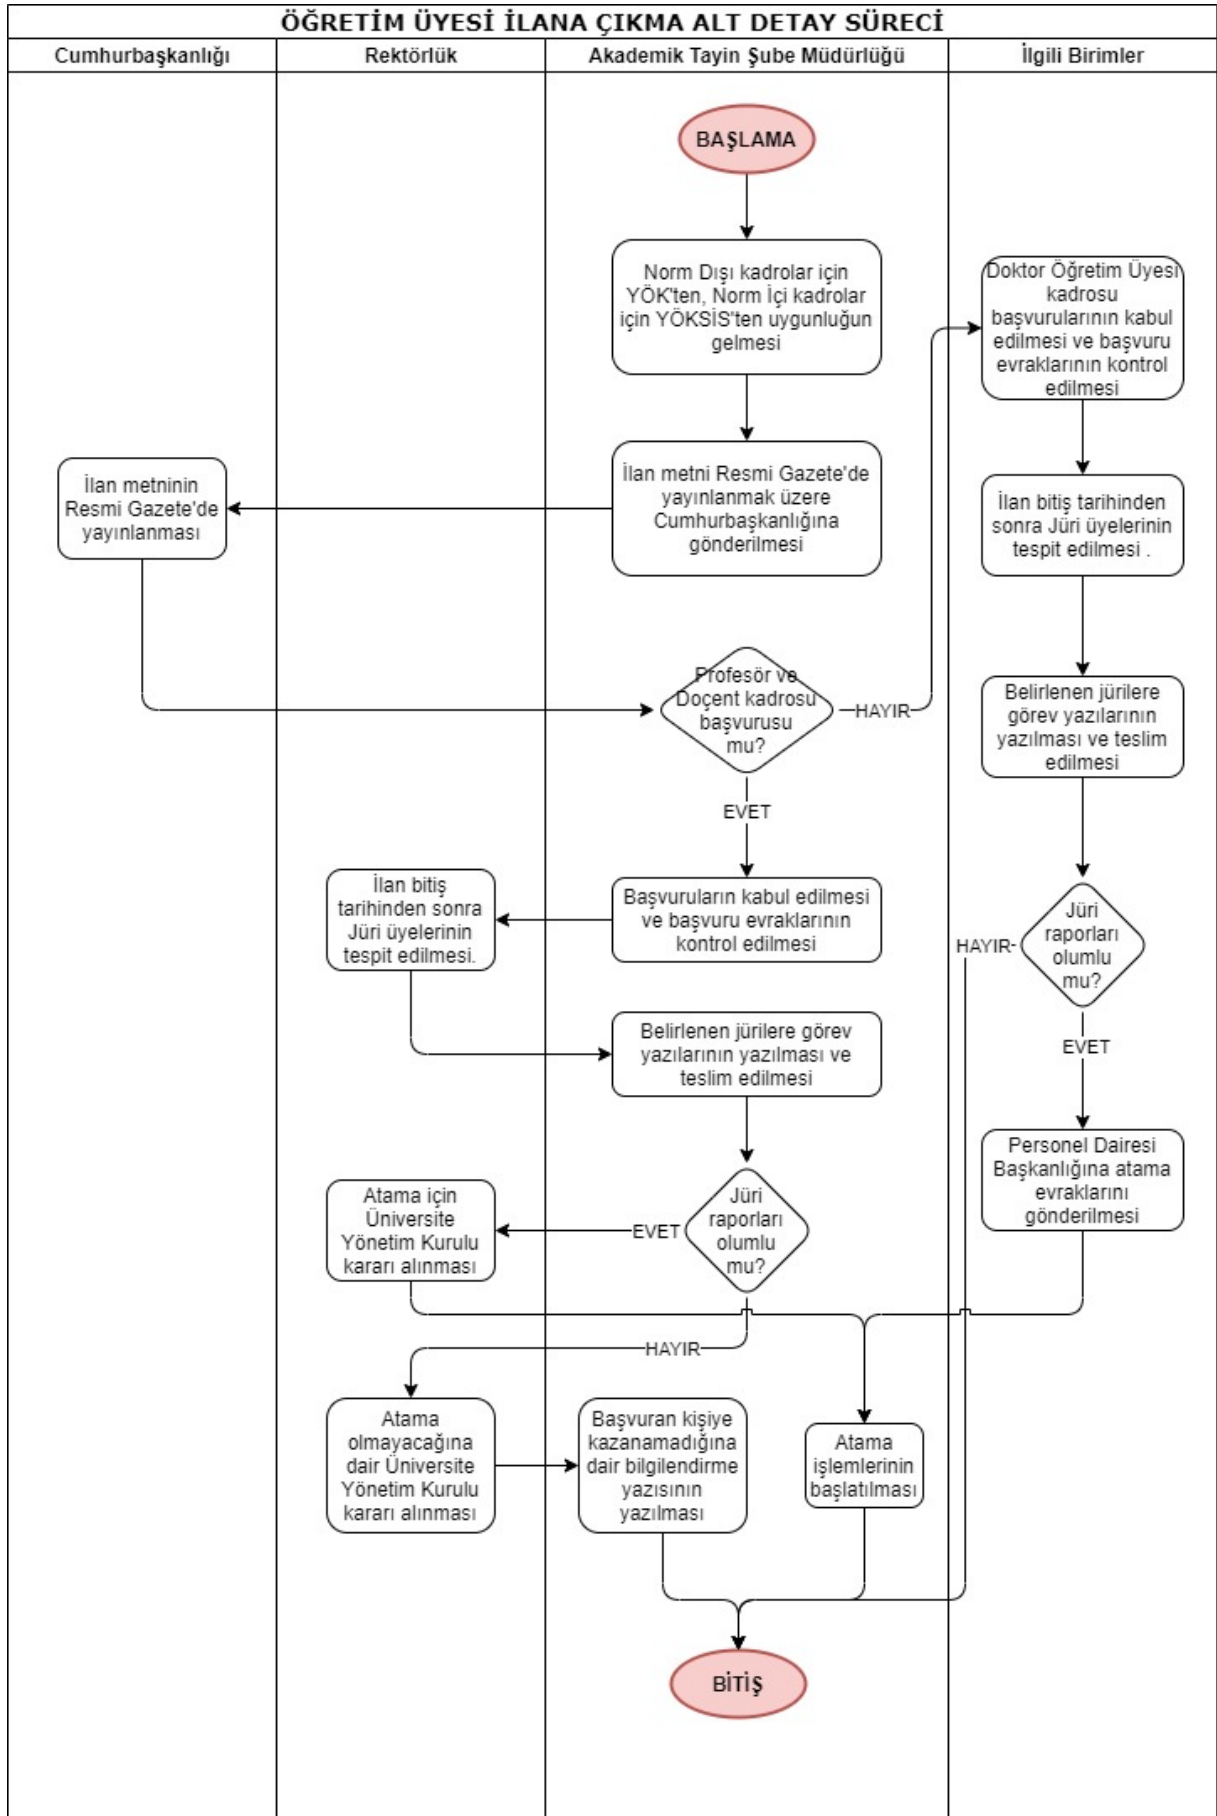 ÖĞRETİM ÜYESİ İLANA ÇIKMA ALT DETAY SÜRECİ
Cumhurbaşkanlığı
Rektörlük
Akademik Tayin Şube Müdürlüğü
İlgili Birimler
BAŞLAMA
Norm Dışı kadrolar için
YÖK'ten, Norm İçi kadrolar
için YÖKSİS'ten uygunluğun
gelmesi
Doktor Öğretim Üyesi
kadrosu
başvurularının kabul
edilmesi ve başvuru
evraklarının kontrol
edilmesi
İlan metni Resmi Gazete'de
yayınlanmak üzere
Cumhurbaşkanlığına
gönderilmesi
İlan metninin
Resmi Gazete'de
yayınlanması
İlan bitiş tarihinden
sonra Jüri üyelerinin
tespit edilmesi .
Profesör ve
Doçent kadrosu
başvurusu
mu?
HAYIR
Belirlenen jürilere
görev yazılarının
yazılması ve teslim
edilmesi
EVET
İlan bitiş
tarihinden sonra
Jüri üyelerinin
tespit edilmesi.
Başvuruların kabul edilmesi
ve başvuru evraklarının
kontrol edilmesi
Jüri
raporları
olumlu
mu?
HAYIR
EVET
Belirlenen jürilere görev
yazılarının yazılması ve
teslim edilmesi
Personel Dairesi
Başkanlığına atama
evraklarını
gönderilmesi
Atama için
Üniversite
Yönetim Kurulu
kararı alınması
EVET
Jüri
raporları
olumlu
mu?
HAYIR
Atama
olmayacağına
dair Üniversite
Yönetim Kurulu
kararı alınması
Başvuran kişiye
kazanamadığına
dair bilgilendirme
yazısının
yazılması
Atama
işlemlerinin
başlatılması
BİTİŞ